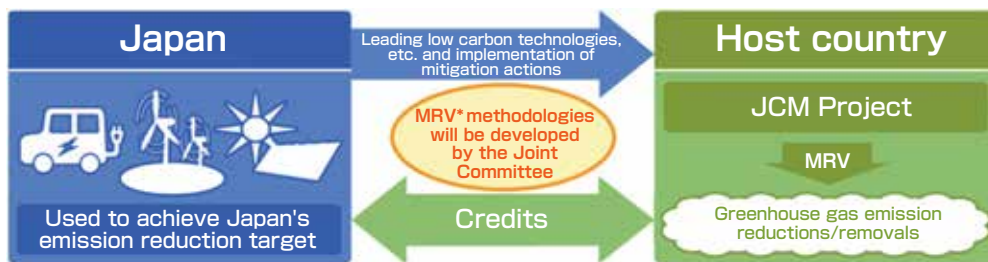 Japan
Leading low carbon technologies,
etc. and implementation of
mitigation actions
Host country
MRV* methodologies
will be developed
by the Joint
Committee
JCM Project
MRV
Used to achieve Japan's
emission reduction target
Credits
Greenhouse gas emission
reductions/removals